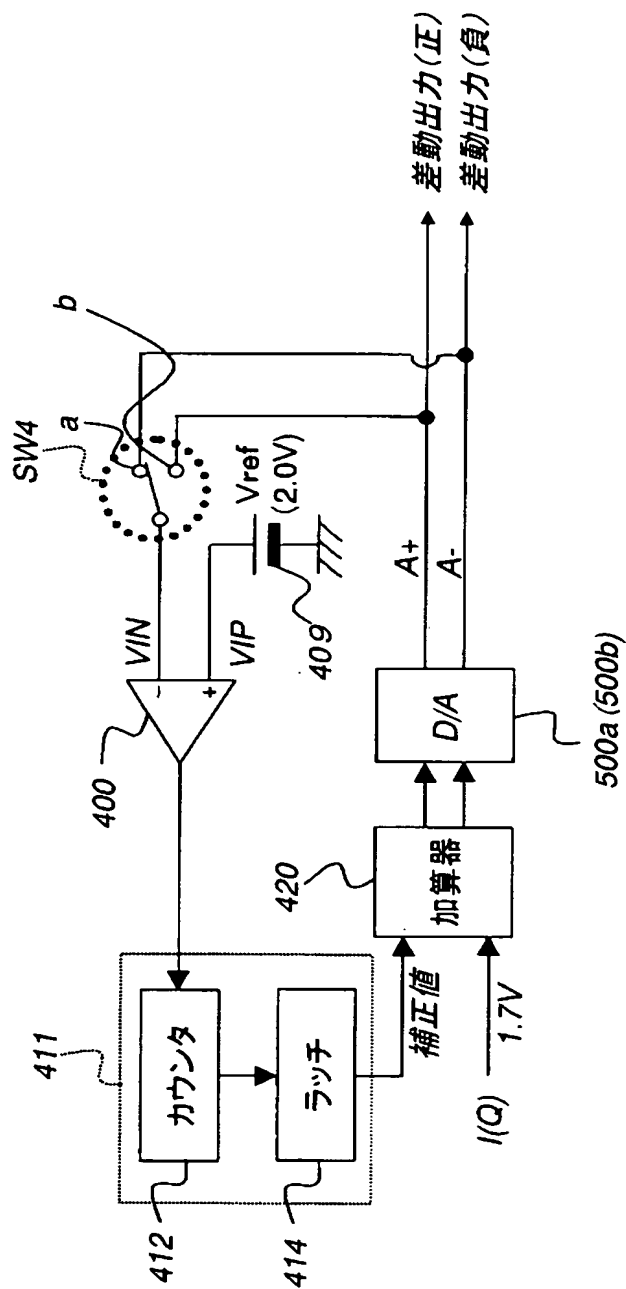 SW4
a
b
VIN
VIP
−
+
400
Vref
(2.0V)
409
411
カウンタ
412
ラッチ
414
補正値
I(Q)
1.7V
420
加算器
D/A
500a(500b)
A+
A-
差動出力(正)
差動出力(負)